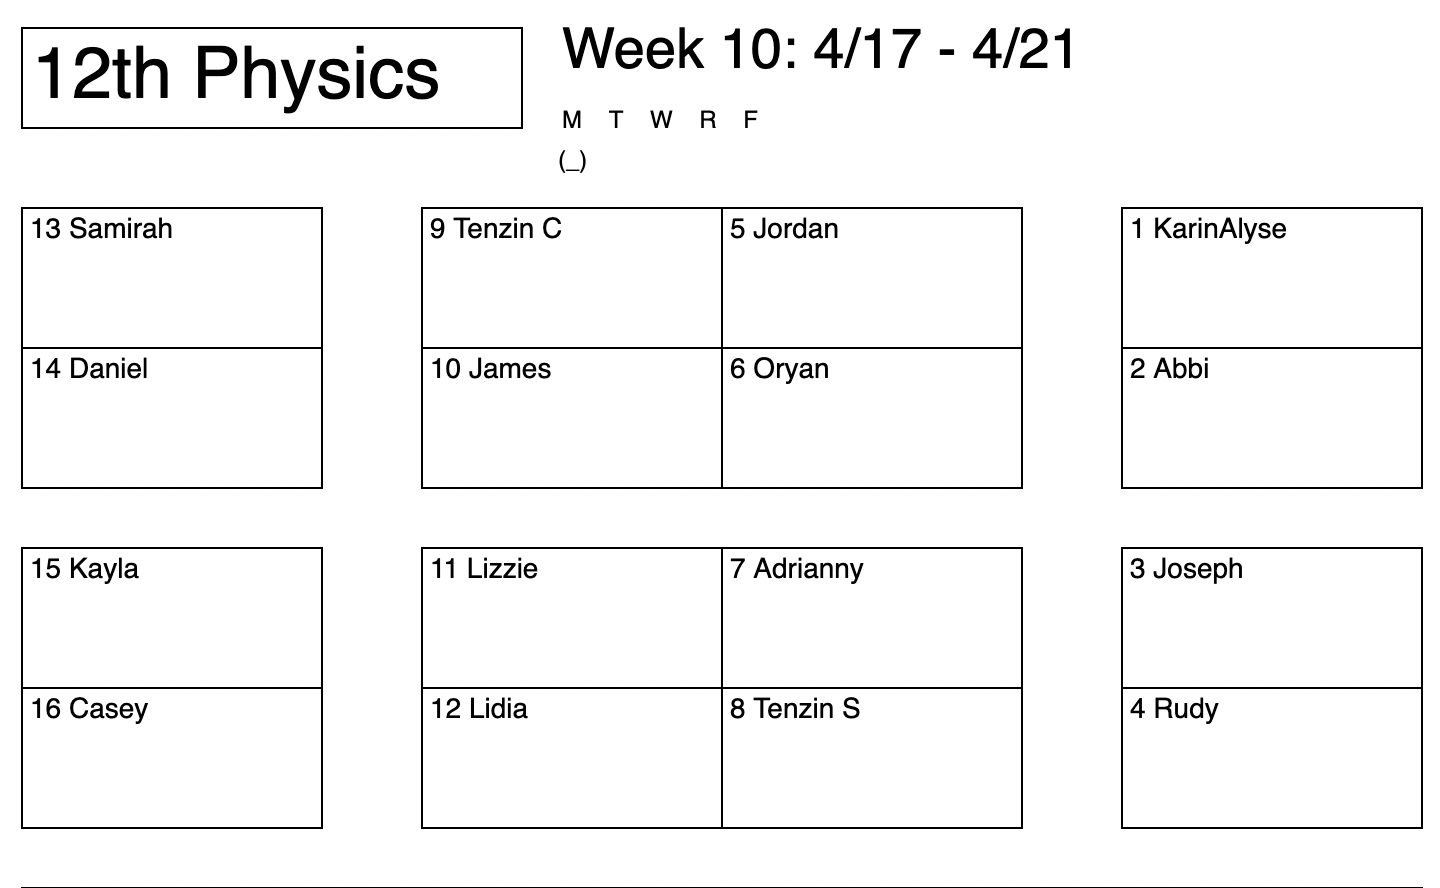 12th Physics
Week 10: 4/17 - 4/21
M T W R F
(_)
13 Samirah
9 Tenzin C
5 Jordan
1 KarinAlyse
14 Daniel
10 James
6 Oryan
2 Abbi
15 Kayla
11 Lizzie
7 Adrianny
3 Joseph
16 Casey
12 Lidia
8 Tenzin S
4 Rudy